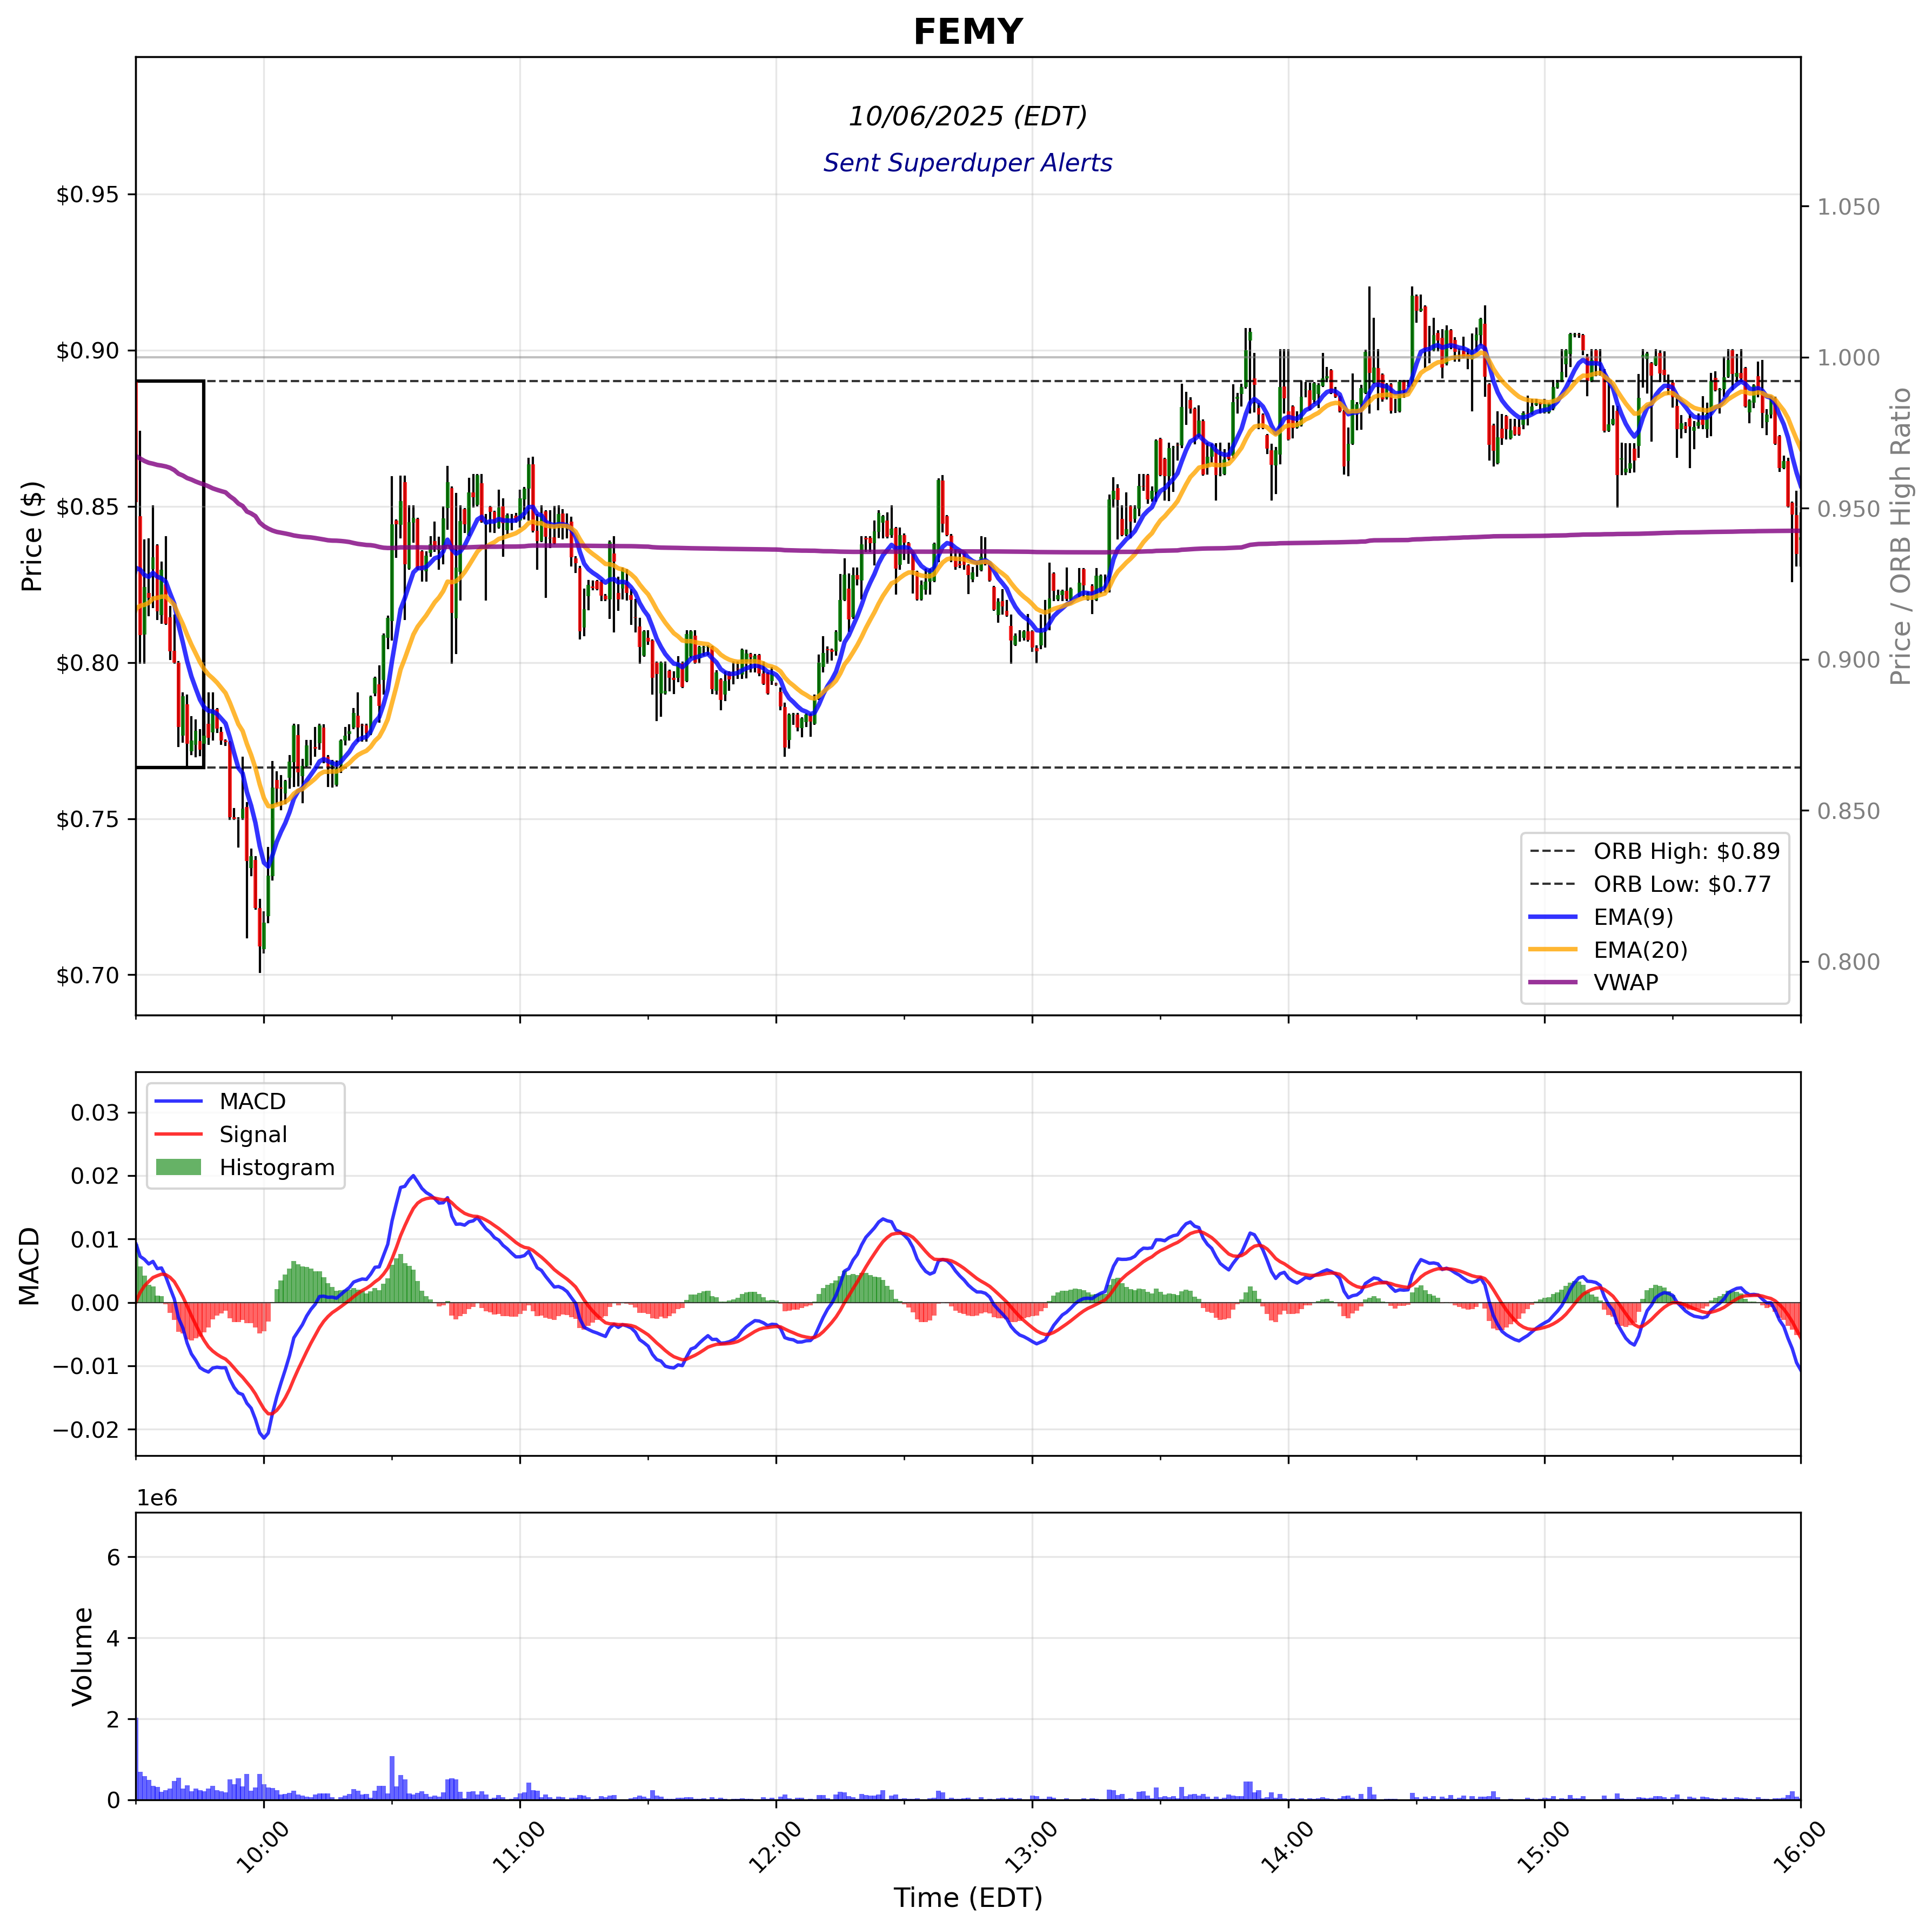 FEMY
10/06/2025 (EDT)
Sent Superduper Alerts
Price ($)
$0.95
$0.90
$0.85
$0.80
$0.75
$0.70
1.050
1.000
0.950
0.900
0.850
0.800
Price / ORB High Ratio
ORB High: $0.89
ORB Low: $0.77
EMA(9)
EMA(20)
VWAP
MACD
0.03
0.02
0.01
0.00
−0.01
−0.02
MACD
Signal
Histogram
1e6
Volume
6
4
2
0
10:00
11:00
12:00
13:00
14:00
15:00
16:00
Time (EDT)